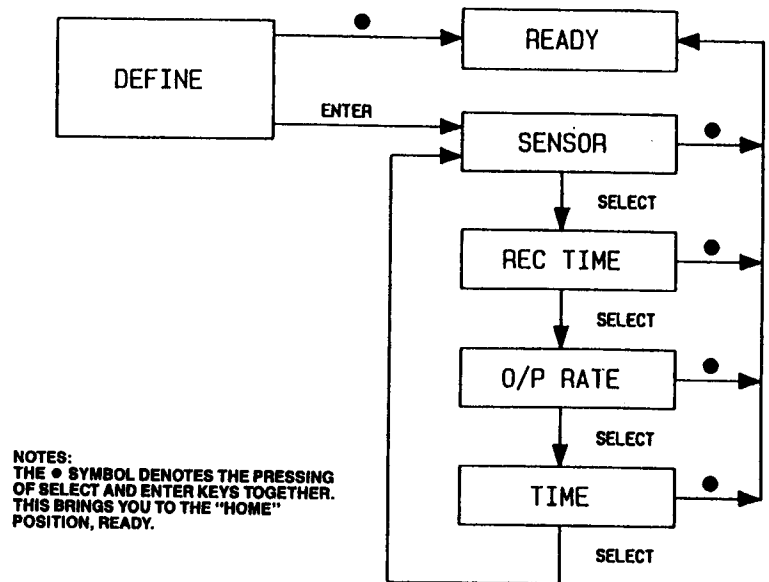 READY
DEFINE
ENTER
SENSOR
SELECT
REC TIME
SELECT
O/P RATE
SELECT
TIME
SELECT
NOTES:
THE ● SYMBOL DENOTES THE PRESSING
OF SELECT AND ENTER KEYS TOGETHER.
THIS BRINGS YOU TO THE "HOME"
POSITION, READY.